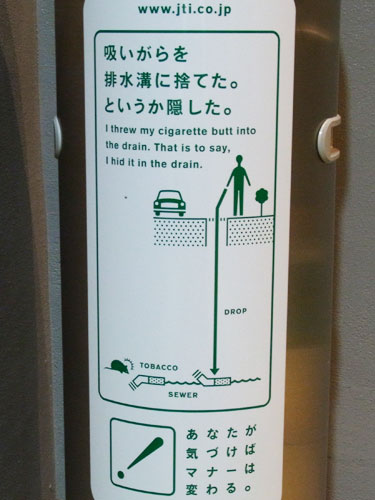 www.jti.co.jp
吸いがらを
排水溝に捨てた。
というか隠した。
I threw my cigarette butt into
the drain. That is to say,
I hid it in the drain.
DROP
TOBACCO
SEWER
あなたが
気づけば
マナーは
変わる。